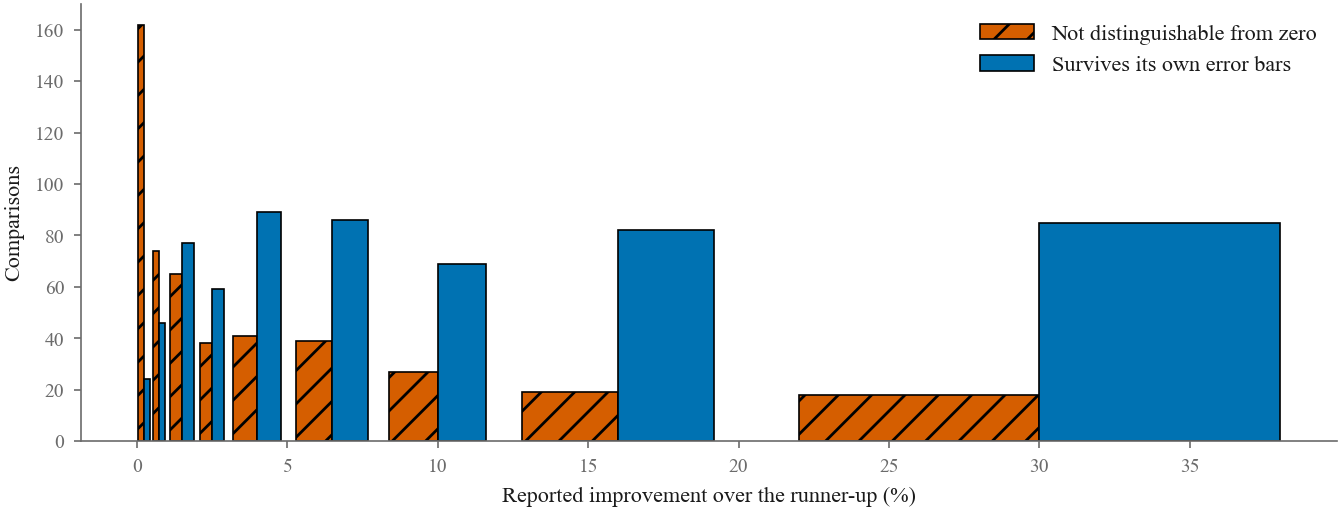 160
140
120
100
80
60
40
20
0
Comparisons
Not distinguishable from zero
Survives its own error bars
0 5 10 15 20 25 30 35
Reported improvement over the runner-up (%)